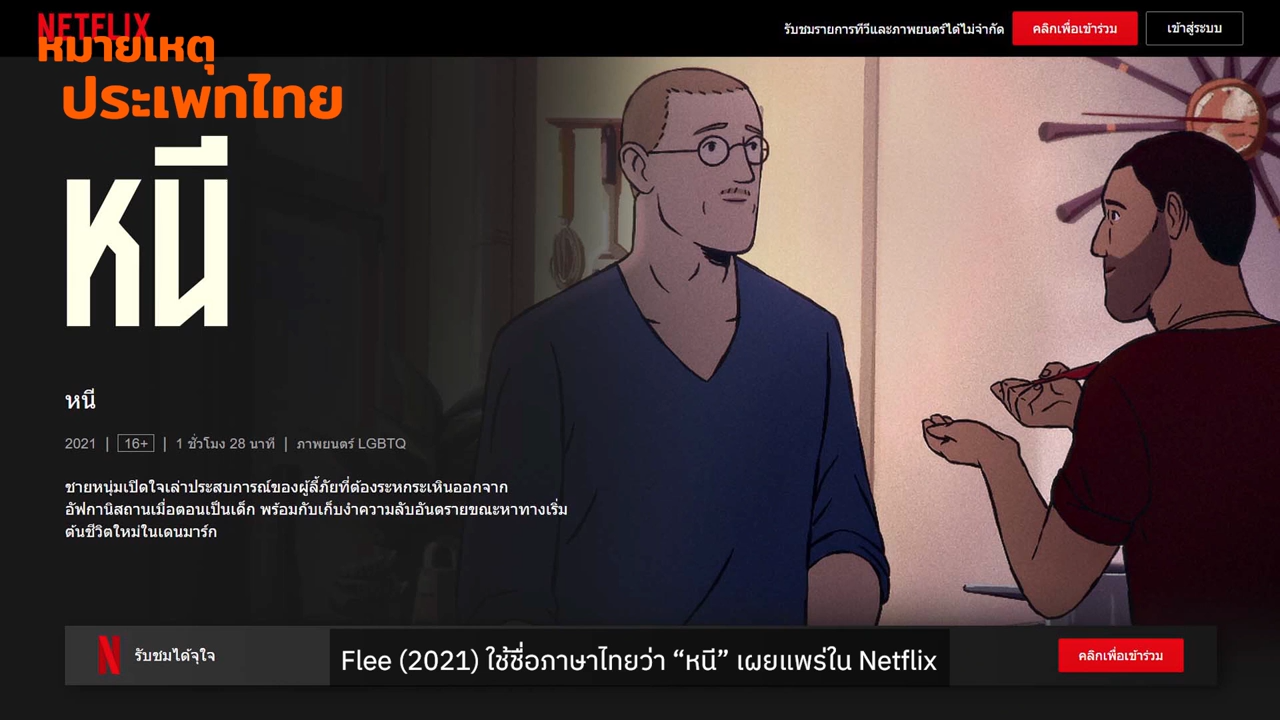 NETFLIX
รับชมรายการทีวีและภาพยนตร์ได้ไม่จำกัด
คลิกเพื่อเข้าร่วม
เข้าสู่ระบบ
หมายเหตุ
ประเพทไทย
หนี
หนี
2021 | 16+ | 1 ชั่วโมง 28 นาที | ภาพยนตร์ LGBTQ
ชายหนุ่มเปิดใจเล่าประสบการณ์ของผู้ลี้ภัยที่ต้องระหกระเหินออกจาก
อัฟกานิสถานเมื่อตอนเป็นเด็ก พร้อมกับเก็บงำความลับอันตรายขณะหาทางเริ่ม
ต้นชีวิตใหม่ในเดนมาร์ก
N รับชมได้จุใจ
Flee (2021) ใช้ชื่อภาษาไทยว่า “หนี” เผยแพร่ใน Netflix
คลิกเพื่อเข้าร่วม